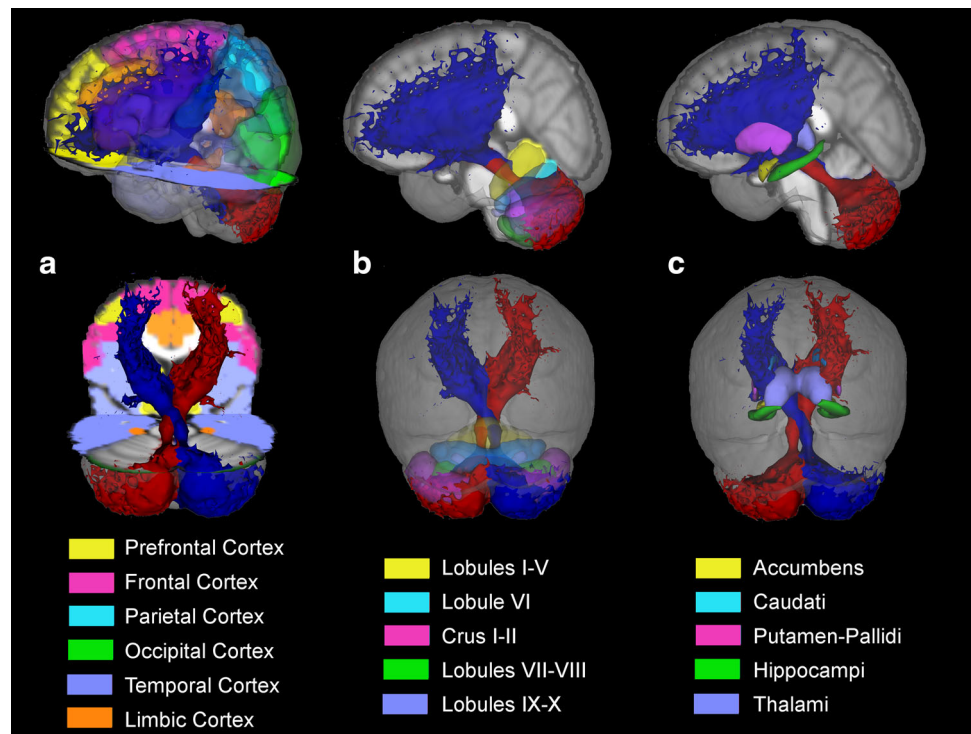 a
b
c
Prefrontal Cortex
Frontal Cortex
Parietal Cortex
Occipital Cortex
Temporal Cortex
Limbic Cortex
Lobules I-V
Lobule VI
Crus I-II
Lobules VII-VIII
Lobules IX-X
Accumbens
Caudati
Putamen-Pallidi
Hippocampi
Thalami